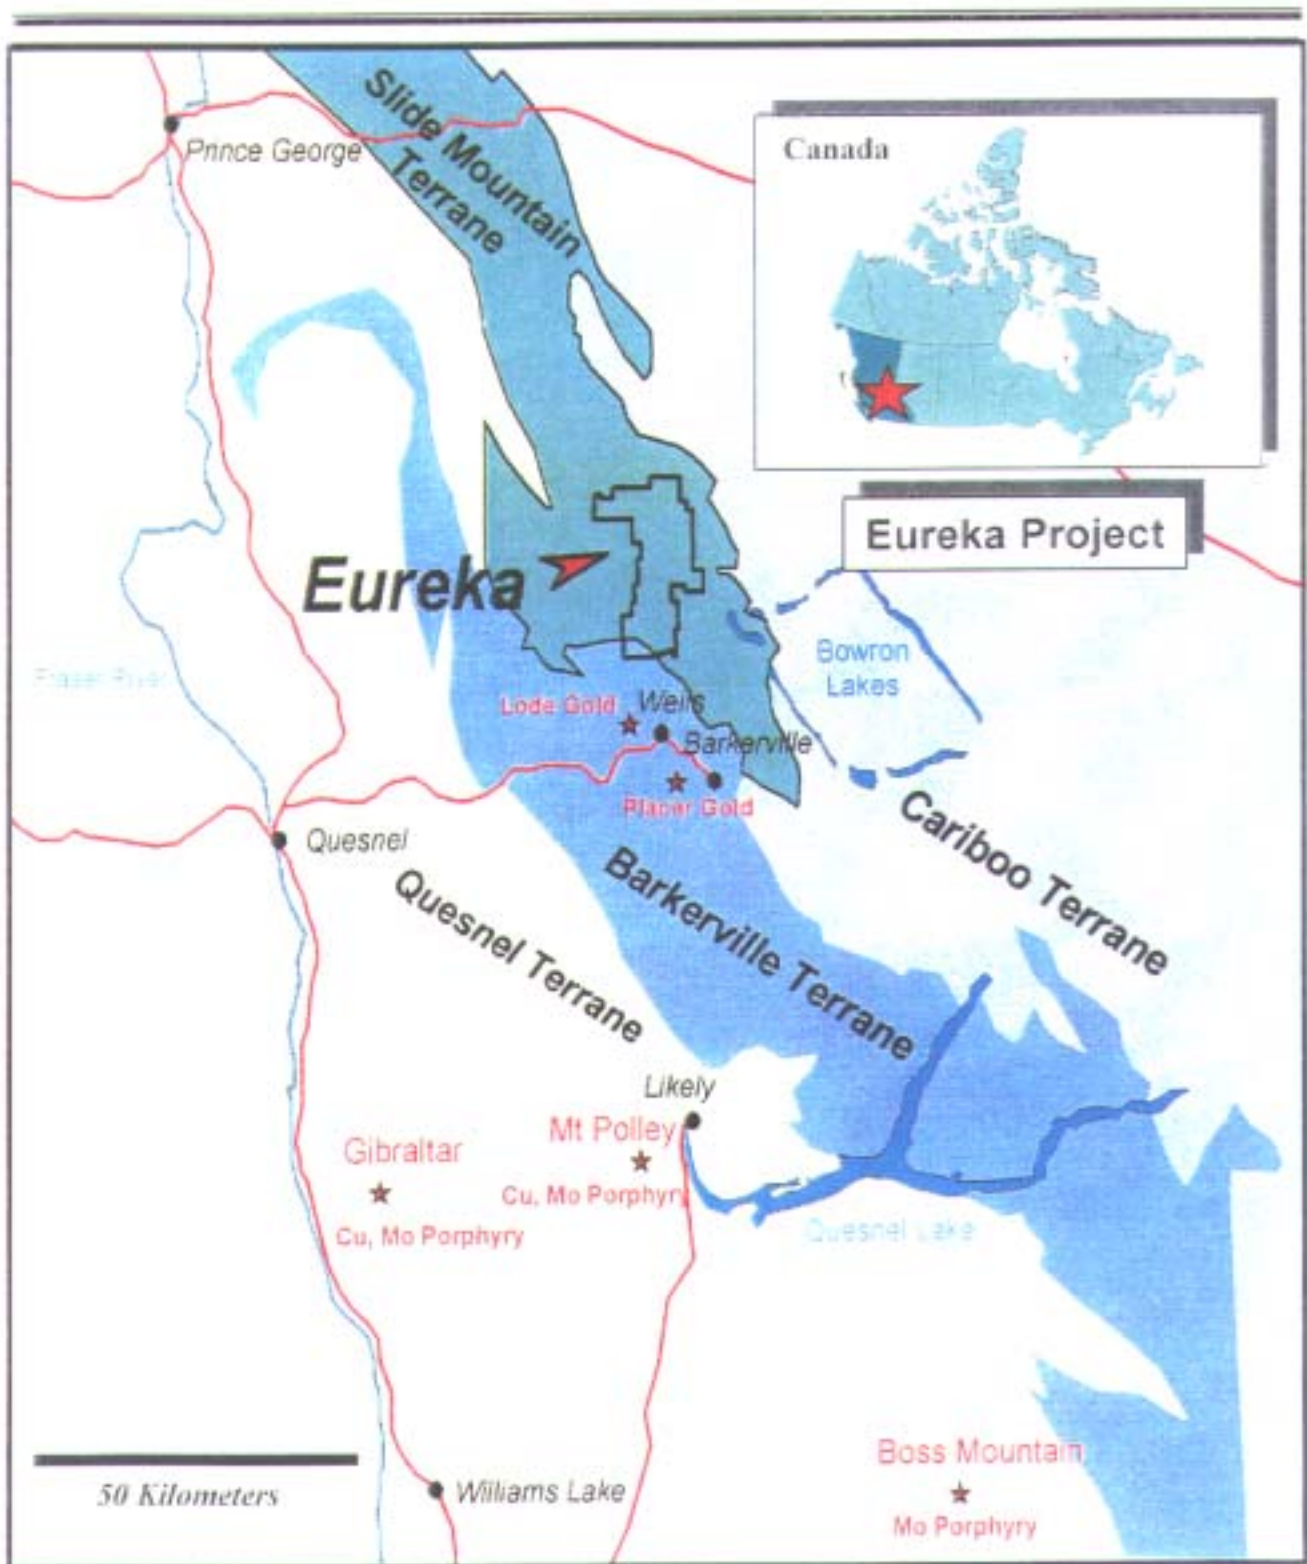 Slide Mountain
Terrane
Canada
Prince George
Eureka Project
Eureka
Bowron
Lakes
Fraser River
Lode Gold
Wells
Barkerville
Placer Gold
Quesnel
Cariboo Terrane
Barkerville Terrane
Quesnel Terrane
Likely
Mt Polley
Cu, Mo Porphyry
Gibraltar
Cu, Mo Porphyry
Quesnel Lake
Boss Mountain
Mo Porphyry
50 Kilometers
Williams Lake